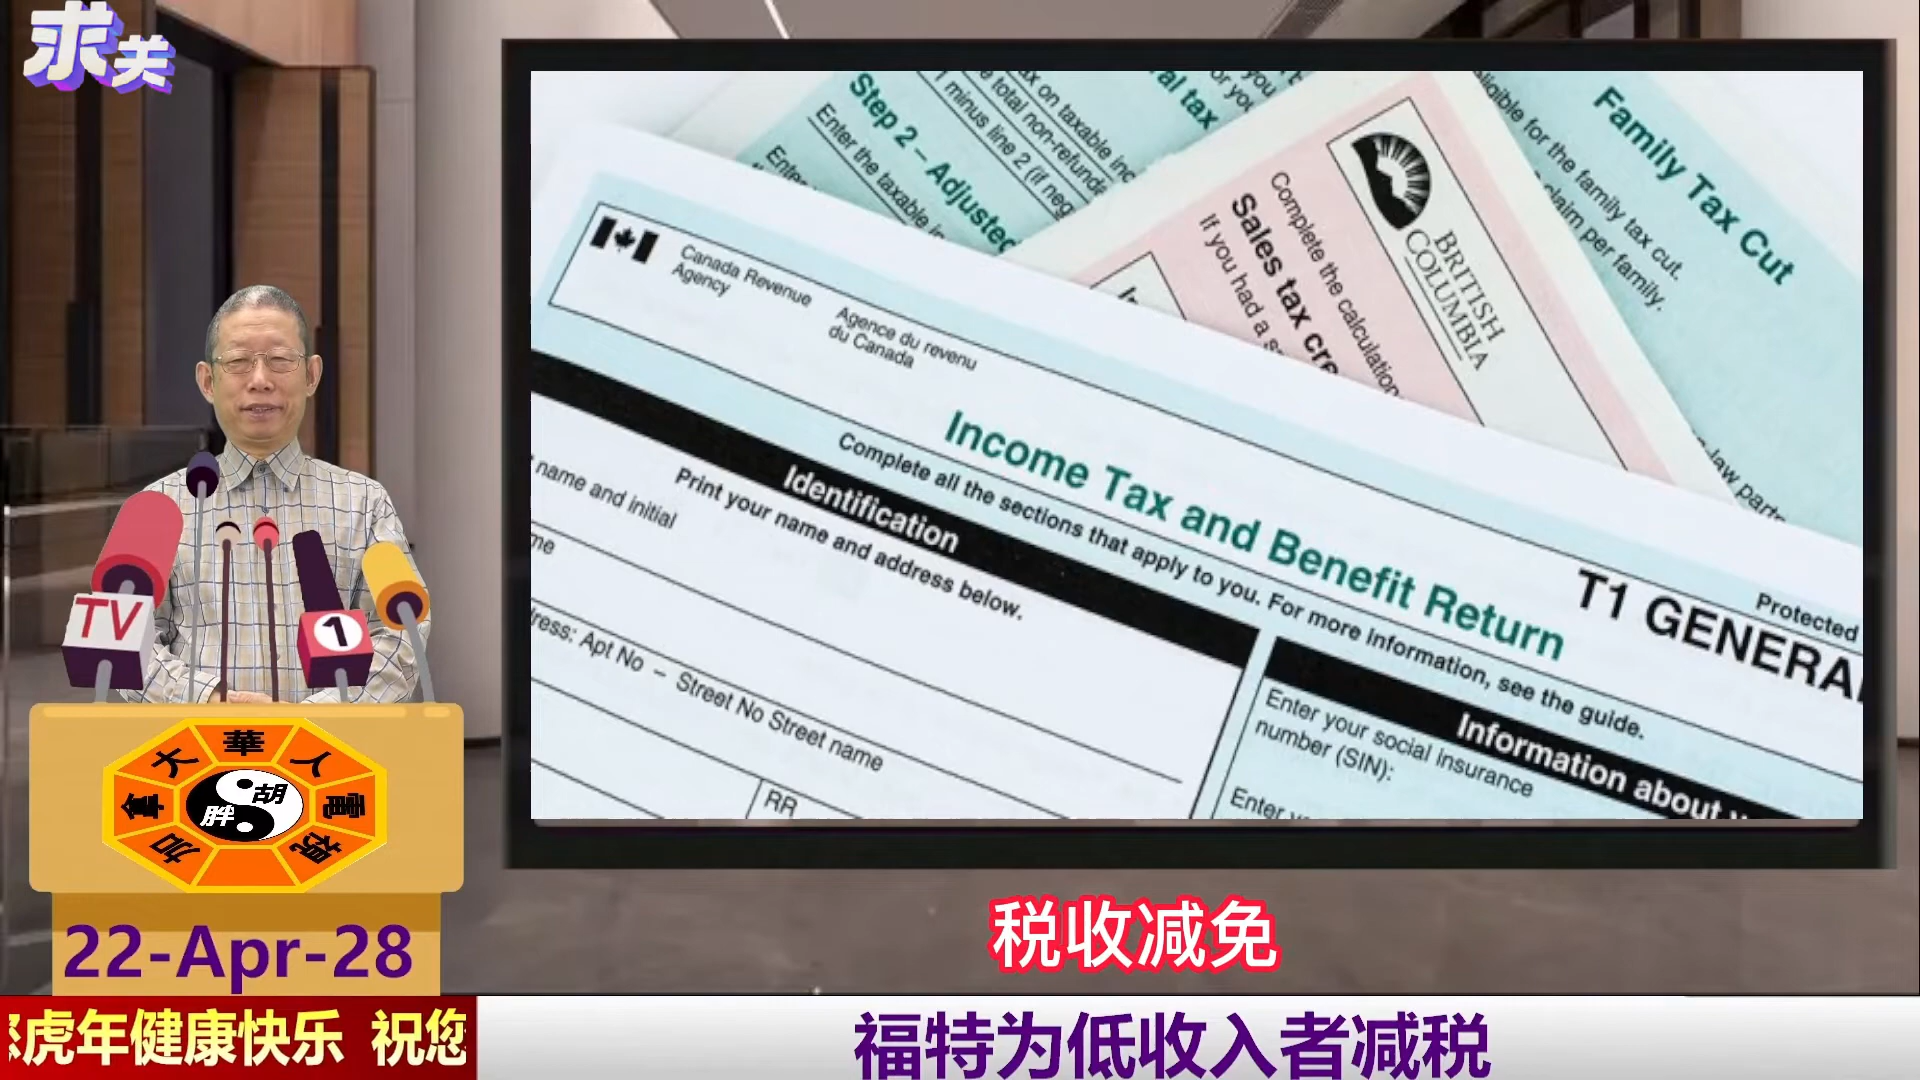 求关
Step 2 – Adjusted
Enter the taxable in
1 minus line 2 (if neg
e total non-refunda
ax on taxable inc
al tax
Complete the calculation
Sales tax cre
If you had a s
BRITISH
COLUMBIA
Family Tax Cut
ligible for the family tax cut.
claim per family.
law partn
Canada Revenue
Agency
Agence du revenu
du Canada
Income Tax and Benefit Return
Complete all the sections that apply to you. For more information, see the guide.
T1 GENERAL
Protected
Identification
Print your name and address below.
name and initial
me
ress: Apt No – Street No Street name
RR
Information about y
Enter your social insurance
number (SIN):
Enter y
TV
1
加拿大華人電視
胖胡
22-Apr-28
税收减免
虎年健康快乐 祝您
福特为低收入者减税